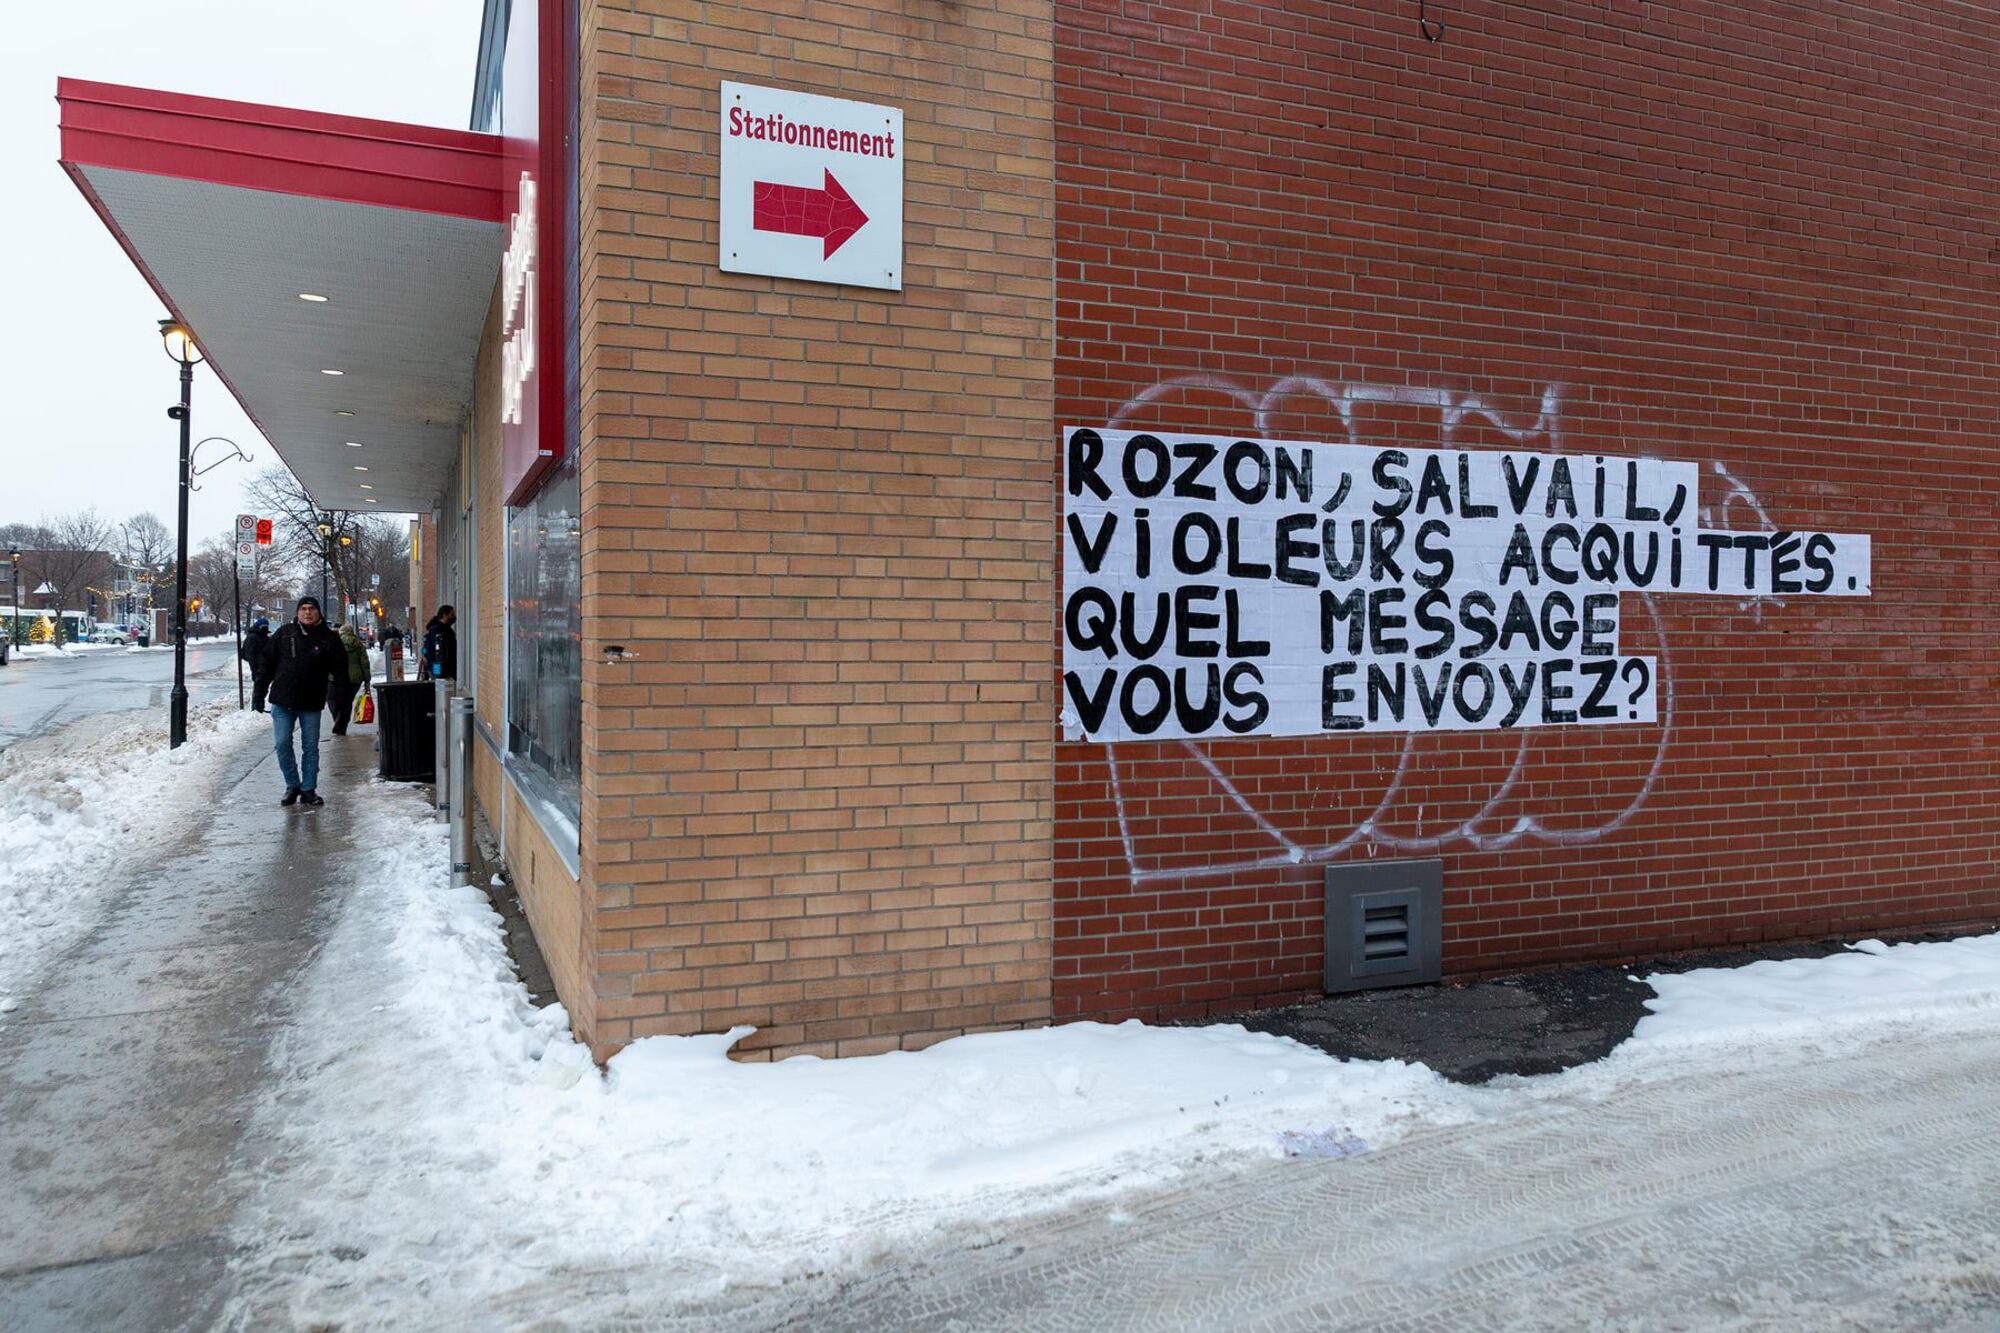 Stationnement
ROZON, SALVAiL,
ViOLEURS ACQUiTTÉS.
QUEL MESSAGE
VOUS ENVOYEZ?